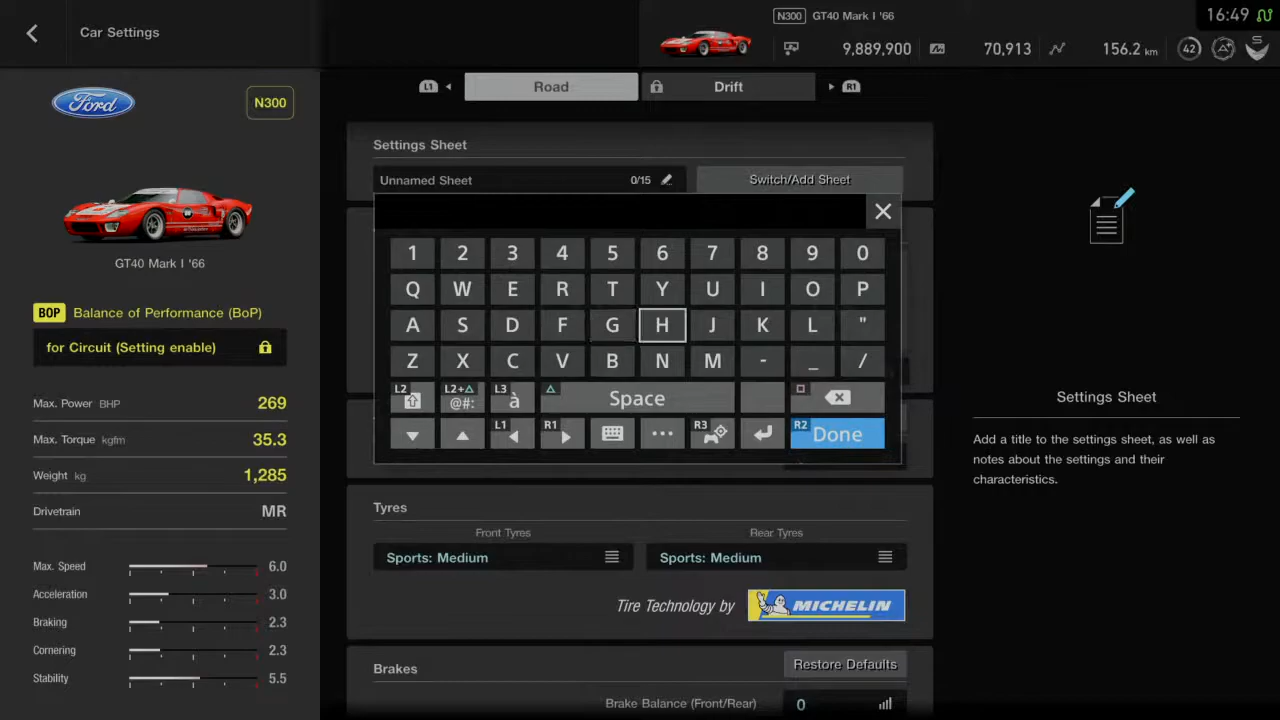 Car Settings
N300 GT40 Mark I '66
9,889,900 70,913 156.2 km 42 S
16:49
Ford
N300
GT40 Mark I '66
BOP Balance of Performance (BoP)
for Circuit (Setting enable)
Max. Power BHP 269
Max. Torque kgfm 35.3
Weight kg 1,285
Drivetrain MR
Max. Speed 6.0
Acceleration 3.0
Braking 2.3
Cornering 2.3
Stability 5.5
L1 Road Drift R1
Settings Sheet
Unnamed Sheet 0/15 Switch/Add Sheet
1 2 3 4 5 6 7 8 9 0
Q W E R T Y U I O P
A S D F G H J K L "
Z X C V B N M - _ /
L2 L2+△ @#: L3 à △ Space □
L1 R1 ... R3 R2 Done
Tyres
Front Tyres Rear Tyres
Sports: Medium Sports: Medium
Tire Technology by MICHELIN
Brakes Restore Defaults
Brake Balance (Front/Rear) 0
Settings Sheet
Add a title to the settings sheet, as well as
notes about the settings and their
characteristics.